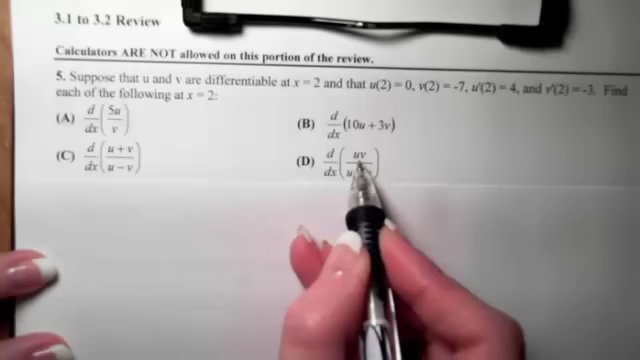 3.1 to 3.2 Review
Calculators ARE NOT allowed on this portion of the review.
5. Suppose that u and v are differentiable at x = 2 and that u(2) = 0, v(2) = -7, u'(2) = 4, and v'(2) = -3. Find
each of the following at x = 2:
(A) d/dx (5u/v)
(B) d/dx (10u + 3v)
(C) d/dx ((u + v)/(u − v))
(D) d/dx (uv/u